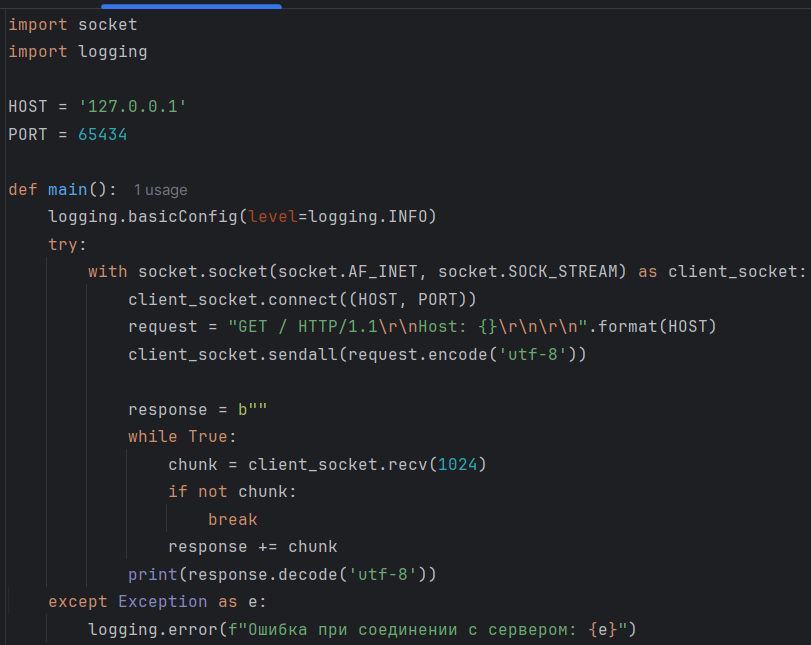 import socket
import logging
HOST = '127.0.0.1'
PORT = 65434
def main(): 1 usage
    logging.basicConfig(level=logging.INFO)
    try:
        with socket.socket(socket.AF_INET, socket.SOCK_STREAM) as client_socket:
            client_socket.connect((HOST, PORT))
            request = "GET / HTTP/1.1\r\nHost: {}\r\n\r\n".format(HOST)
            client_socket.sendall(request.encode('utf-8'))
            response = b""
            while True:
                chunk = client_socket.recv(1024)
                if not chunk:
                    break
                response += chunk
            print(response.decode('utf-8'))
    except Exception as e:
        logging.error(f"Ошибка при соединении с сервером: {e}")